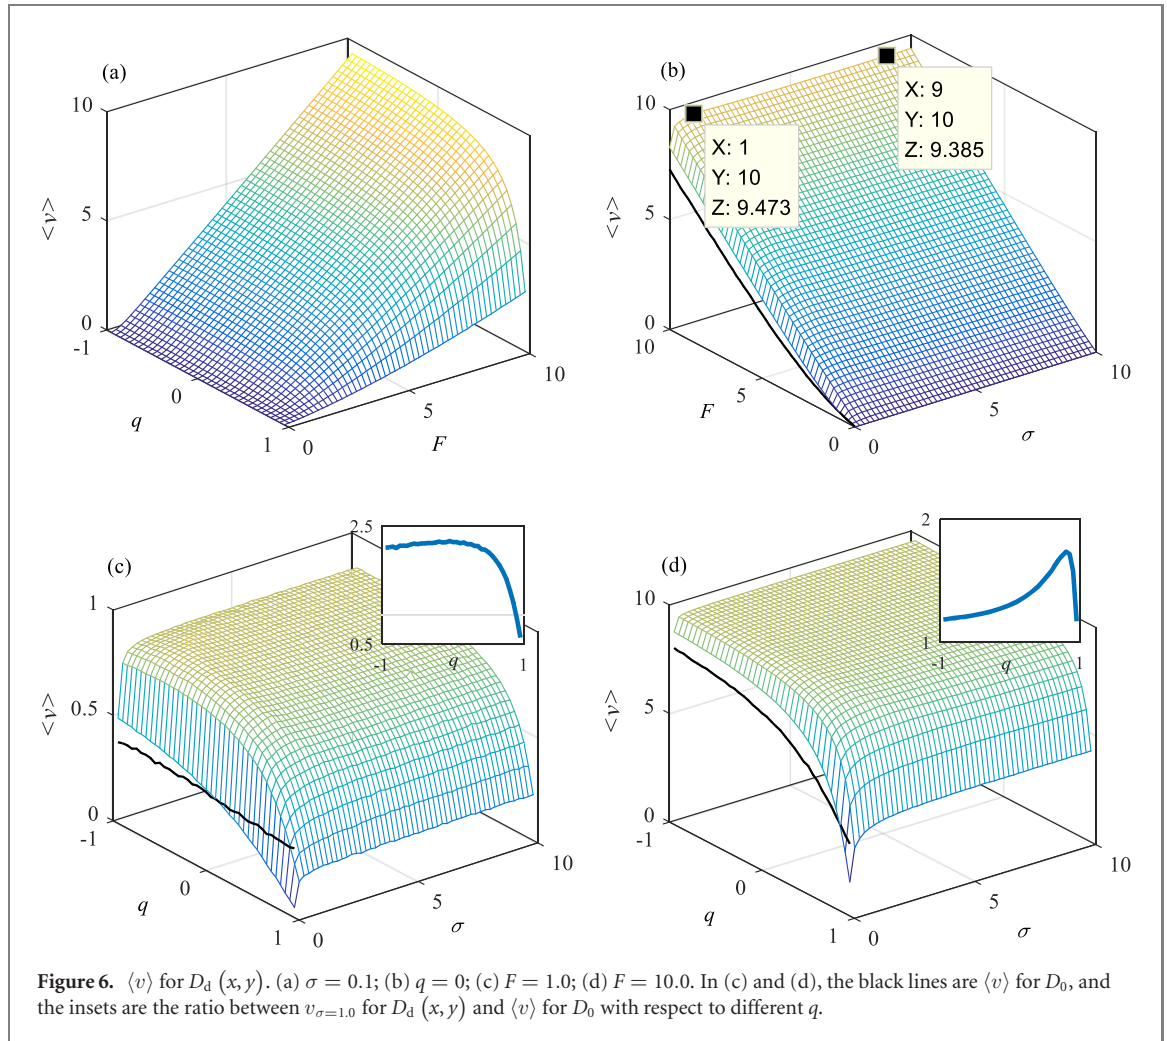 (a)
10
5
0
<v>
-1
0
1
q
0
5
10
F
(b)
10
5
0
<v>
X: 1
Y: 10
Z: 9.473
X: 9
Y: 10
Z: 9.385
10
5
0
F
0
5
10
σ
(c)
1
0.5
0
<v>
-1
0
1
q
0
5
10
σ
2.5
0.5
-1
q
1
(d)
10
5
0
<v>
-1
0
1
q
0
5
10
σ
2
1
-1
q
1
Figure 6. ⟨v⟩ for D_d (x, y). (a) σ = 0.1; (b) q = 0; (c) F = 1.0; (d) F = 10.0. In (c) and (d), the black lines are ⟨v⟩ for D₀, and
the insets are the ratio between v_σ=1.0 for D_d (x, y) and ⟨v⟩ for D₀ with respect to different q.